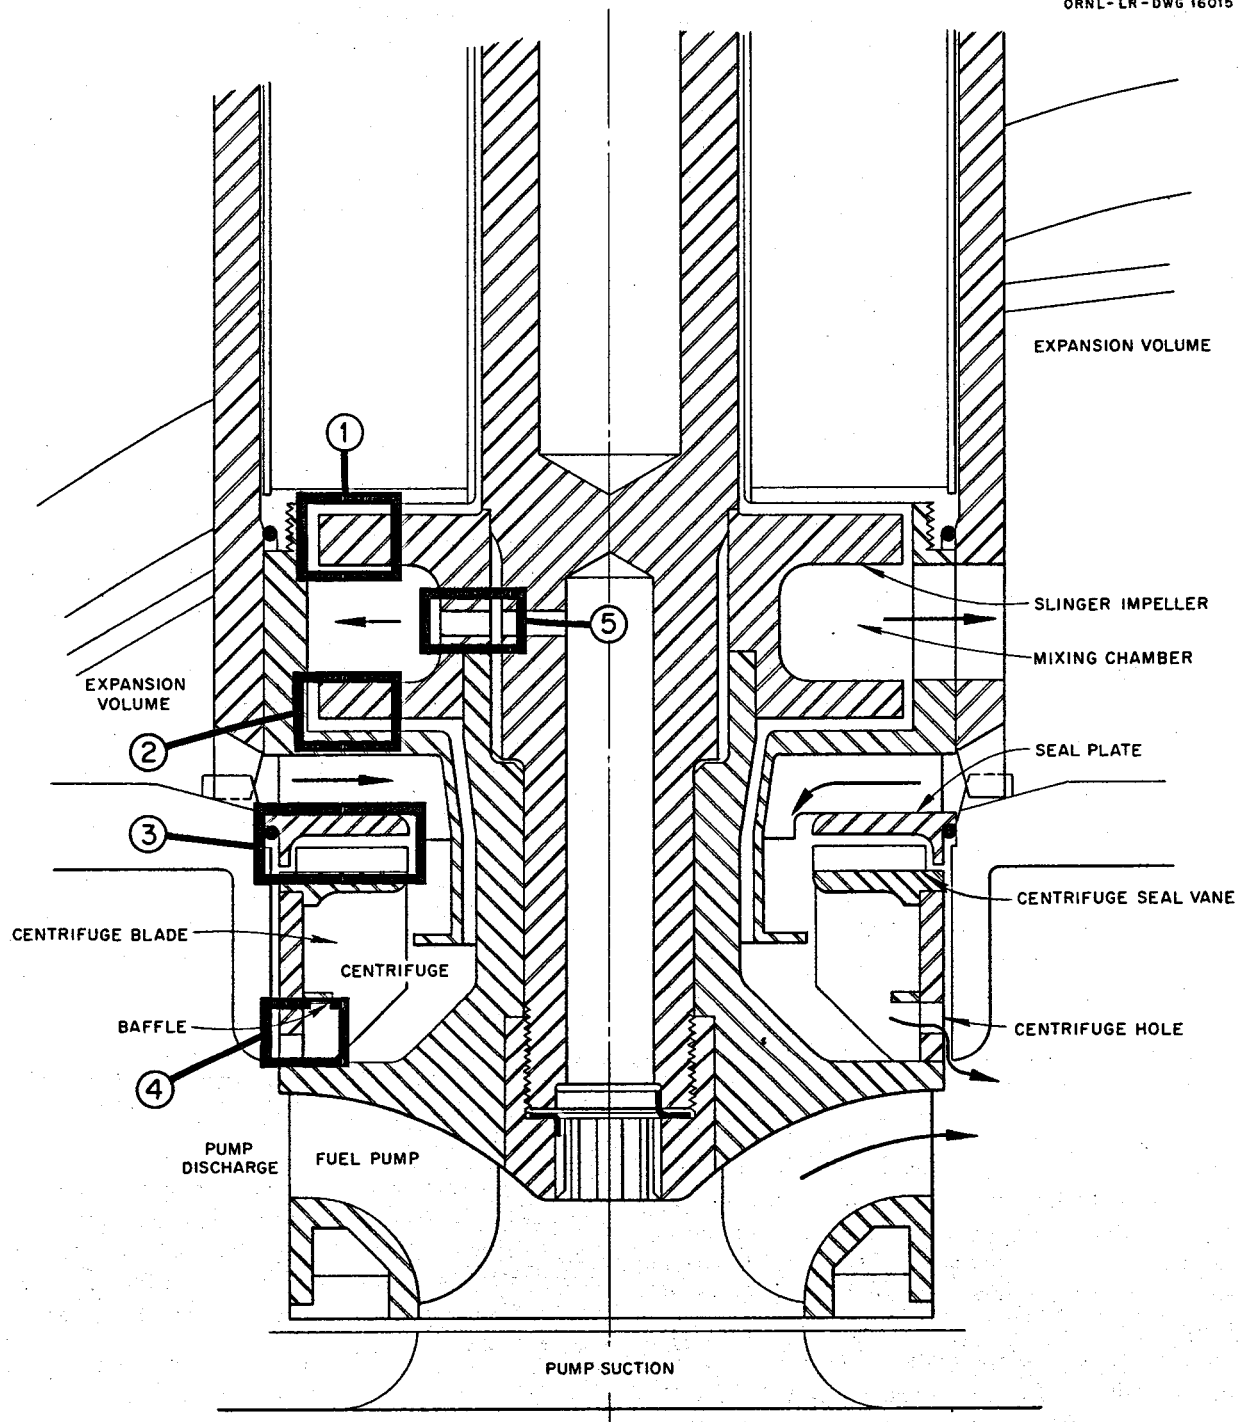 ORNL-LR-DWG 16015
EXPANSION VOLUME
1
5
SLINGER IMPELLER
MIXING CHAMBER
EXPANSION
VOLUME
2
SEAL PLATE
3
CENTRIFUGE SEAL VANE
CENTRIFUGE BLADE
CENTRIFUGE
BAFFLE
CENTRIFUGE HOLE
4
PUMP
DISCHARGE
FUEL PUMP
PUMP SUCTION